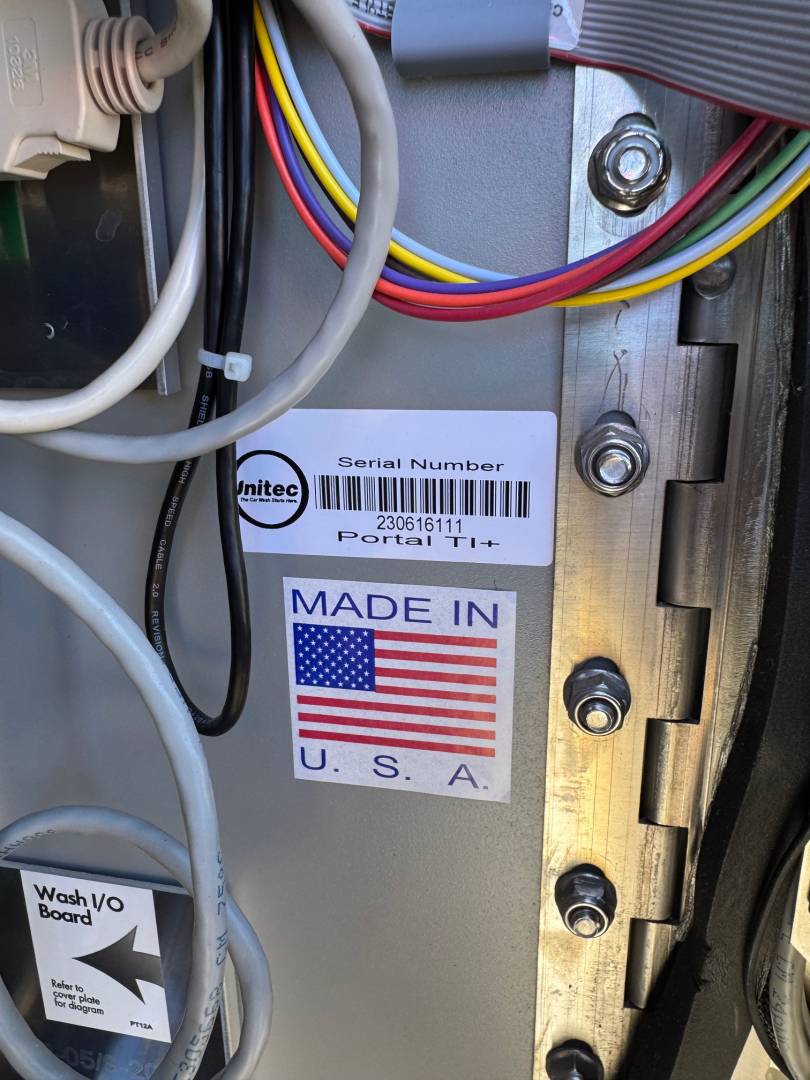 STYLE
Serial Number
Unitec
The Car Wash Starts Here.
230616111
Portal TI+
HIGH SPEED CABLE 2.0 REVISION
MADE IN
U. S. A.
Wash I/O
Board
Refer to
cover plate
for diagram
PT12A